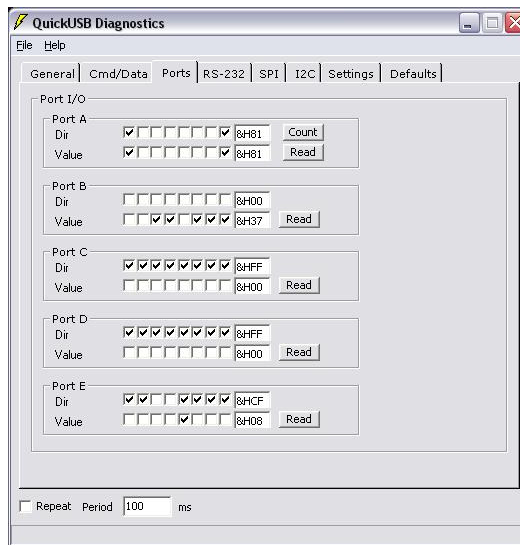 QuickUSB Diagnostics
File Help
General Cmd/Data Ports RS-232 SPI I2C Settings Defaults
Port I/O
Port A
Dir &H81 Count
Value &H81 Read
Port B
Dir &H00
Value &H37 Read
Port C
Dir &HFF
Value &H00 Read
Port D
Dir &HFF
Value &H00 Read
Port E
Dir &HCF
Value &H08 Read
Repeat Period 100 ms